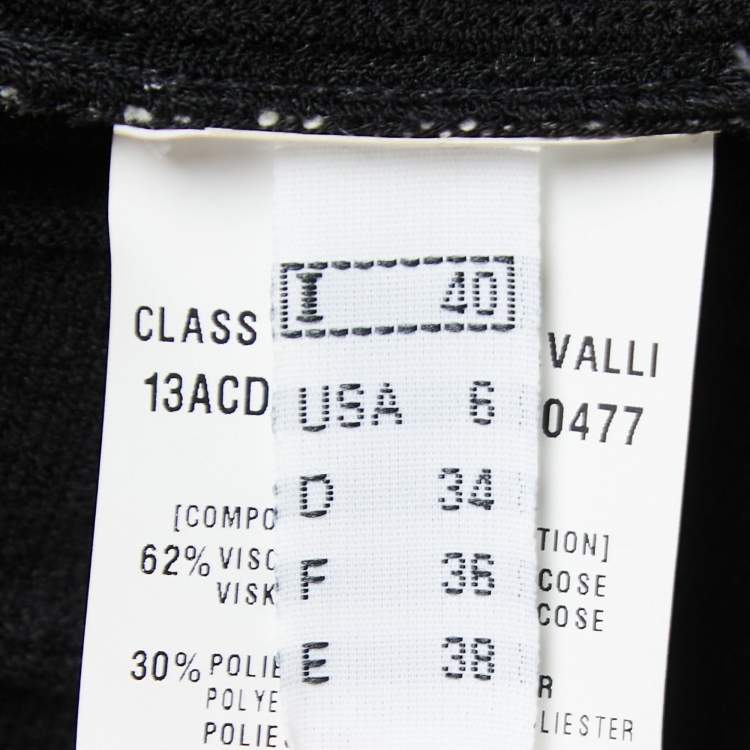 I 40
USA 6
D 34
F 36
E 38
CLASS VALLI
13ACD 0477
[COMPO TION]
62% VISC COSE
VISK COSE
30% POLIE R
POLYE LIESTER
POLIE